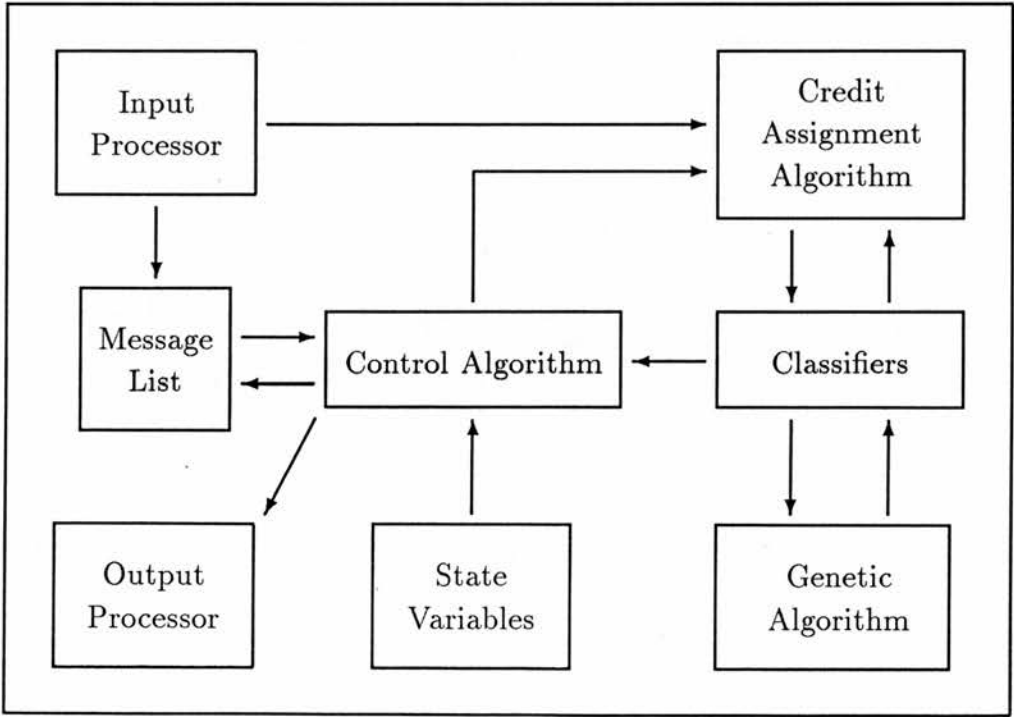 Input
Processor
Credit
Assignment
Algorithm
Message
List
Control Algorithm
Classifiers
Output
Processor
State
Variables
Genetic
Algorithm